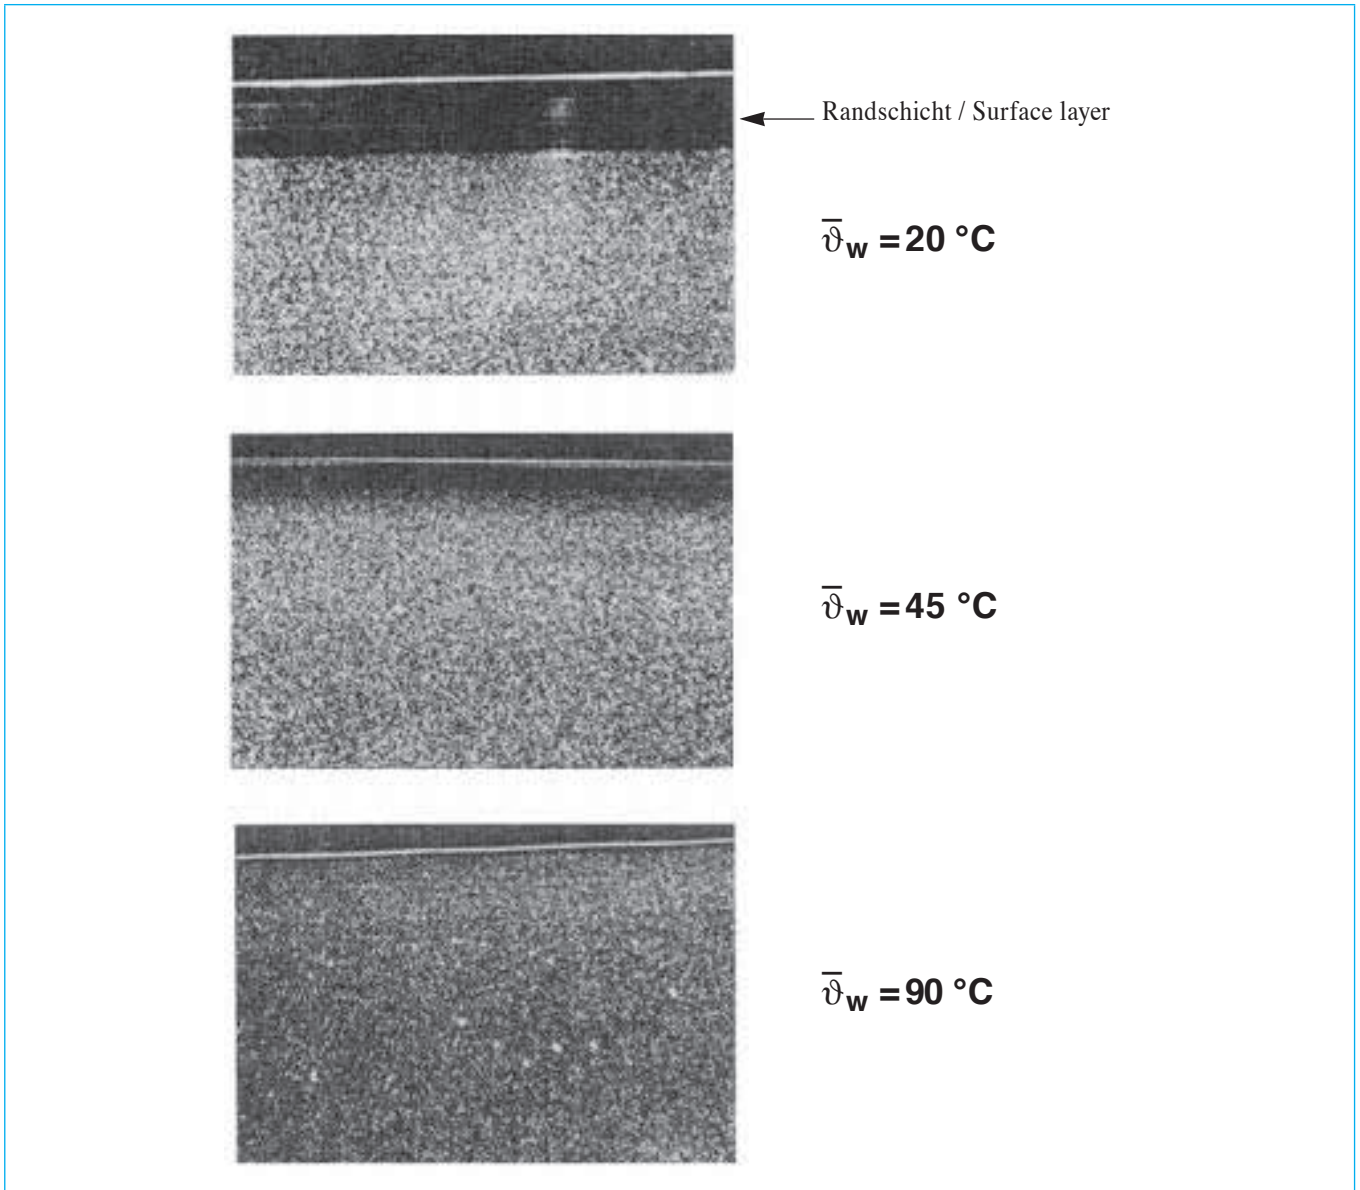 Randschicht / Surface layer
ϑ̅w = 20 °C
ϑ̅w = 45 °C
ϑ̅w = 90 °C